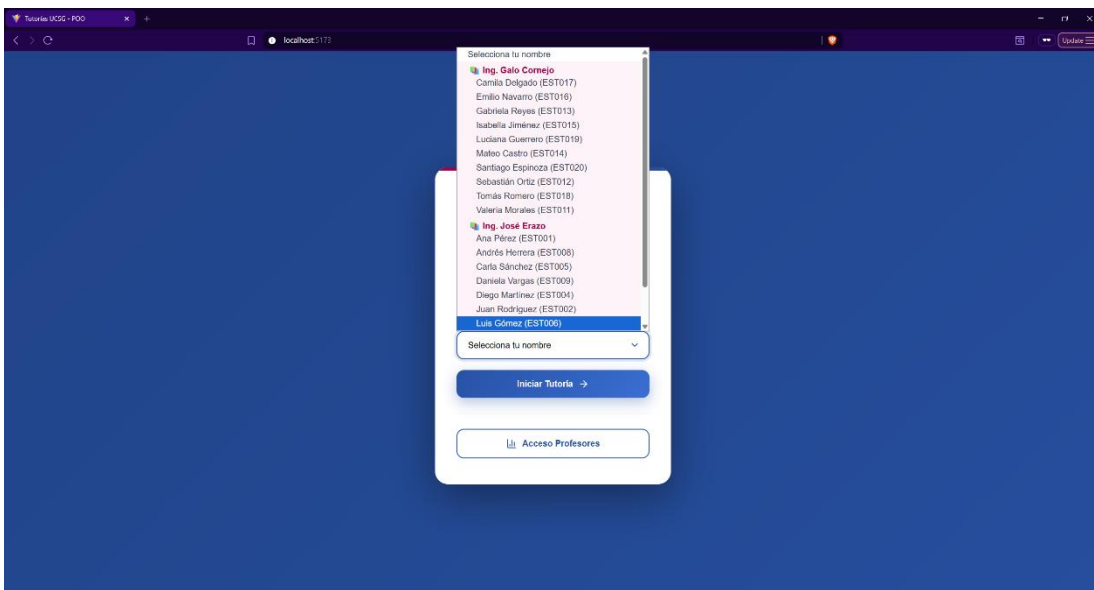 Tutorías UCSG - POO
localhost:5173
Update
Selecciona tu nombre
Ing. Galo Cornejo
Camila Delgado (EST017)
Emilio Navarro (EST016)
Gabriela Reyes (EST013)
Isabella Jiménez (EST015)
Luciana Guerrero (EST019)
Mateo Castro (EST014)
Santiago Espinoza (EST020)
Sebastián Ortiz (EST012)
Tomás Romero (EST018)
Valeria Morales (EST011)
Ing. José Erazo
Ana Pérez (EST001)
Andrés Herrera (EST008)
Carla Sánchez (EST005)
Daniela Vargas (EST009)
Diego Martínez (EST004)
Juan Rodríguez (EST002)
Luis Gómez (EST006)
Selecciona tu nombre
Iniciar Tutoría →
Acceso Profesores